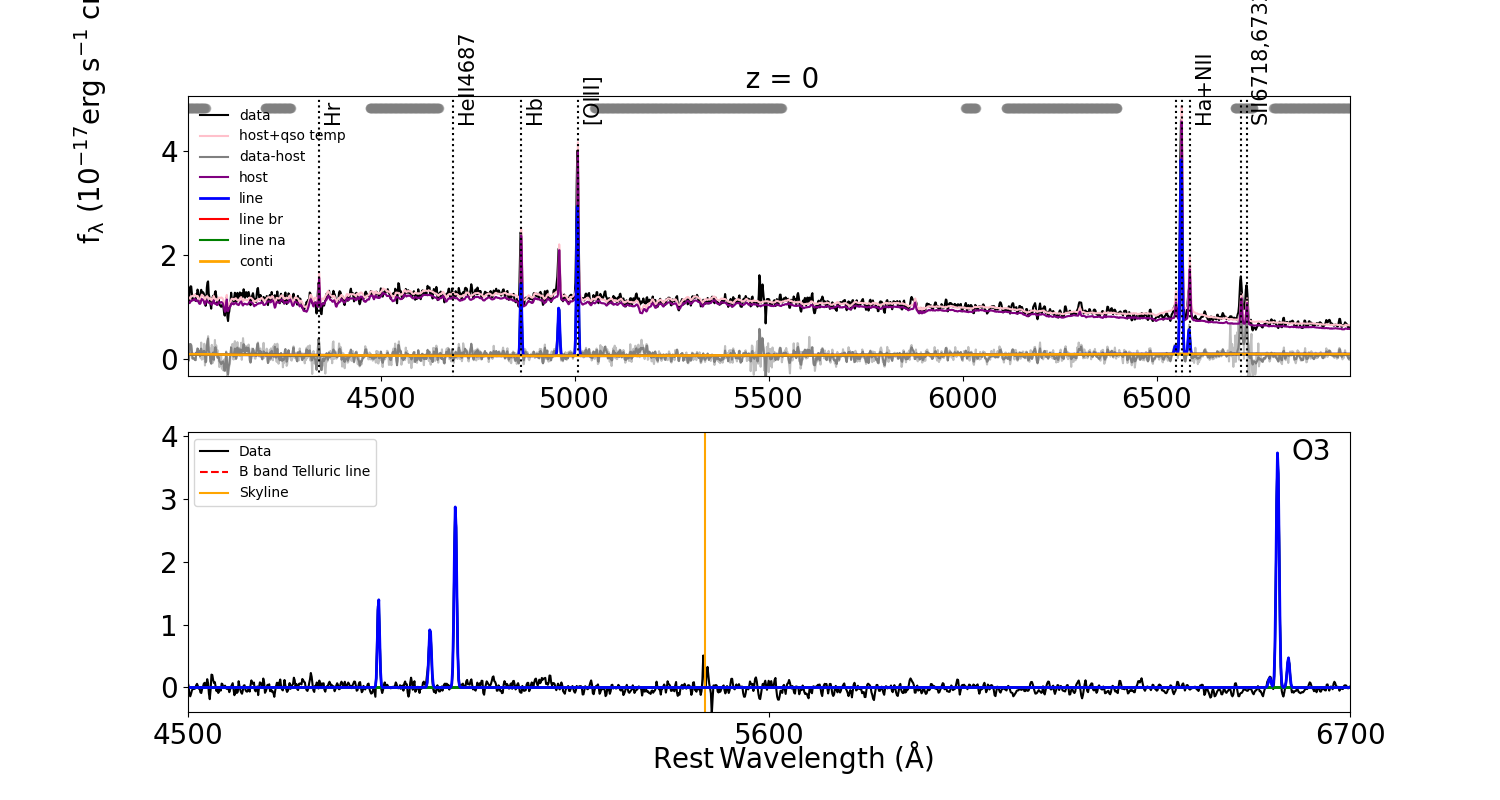 z = 0
f_λ (10^−17 erg s^−1
Hr
HeII4687
Hb
[OIII]
Ha+NII
SII6718,673
data
host+qso temp
data-host
host
line
line br
line na
conti
4
2
0
4500
5000
5500
6000
6500
O3
Data
B band Telluric line
Skyline
4
3
2
1
0
4500
5600
6700
Rest Wavelength (Å)